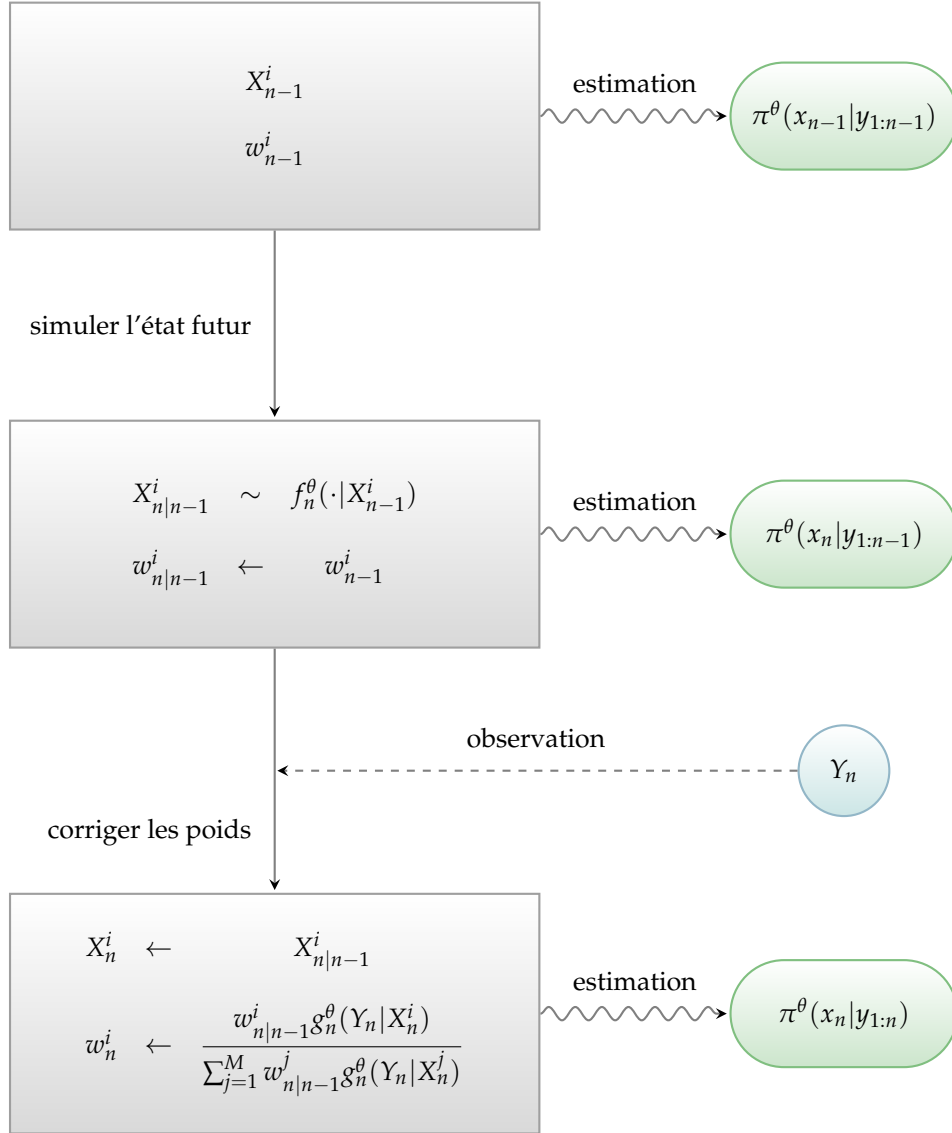 X^i_{n−1}
estimation
π^θ(x_{n−1}|y_{1:n−1})
w^i_{n−1}
simuler l'état futur
X^i_{n|n−1} ∼ f^θ_n(·|X^i_{n−1})
estimation
π^θ(x_n|y_{1:n−1})
w^i_{n|n−1} ← w^i_{n−1}
observation
Y_n
corriger les poids
X^i_n ← X^i_{n|n−1}
estimation
π^θ(x_n|y_{1:n})
w^i_n ← \frac{w^i_{n|n−1} g^θ_n(Y_n|X^i_n)}{∑^M_{j=1} w^j_{n|n−1} g^θ_n(Y_n|X^j_n)}